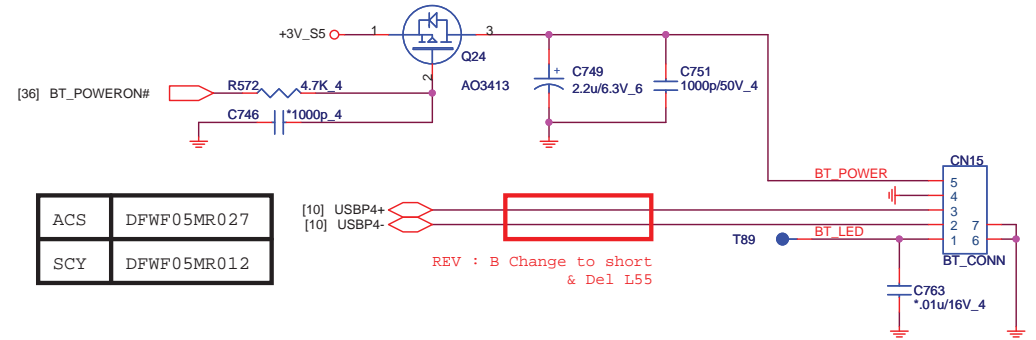 +3V_S5
1
3
Q24
2
AO3413
C749
2.2u/6.3V_6
C751
1000p/50V_4
[36] BT_POWERON#
R572
4.7K_4
C746
*1000p_4
CN15
BT_POWER
5
4
3
2
1
7
6
BT_CONN
ACS DFWF05MR027
SCY DFWF05MR012
[10] USBP4+
[10] USBP4-
REV : B Change to short
& Del L55
T89
BT_LED
C763
*.01u/16V_4
+